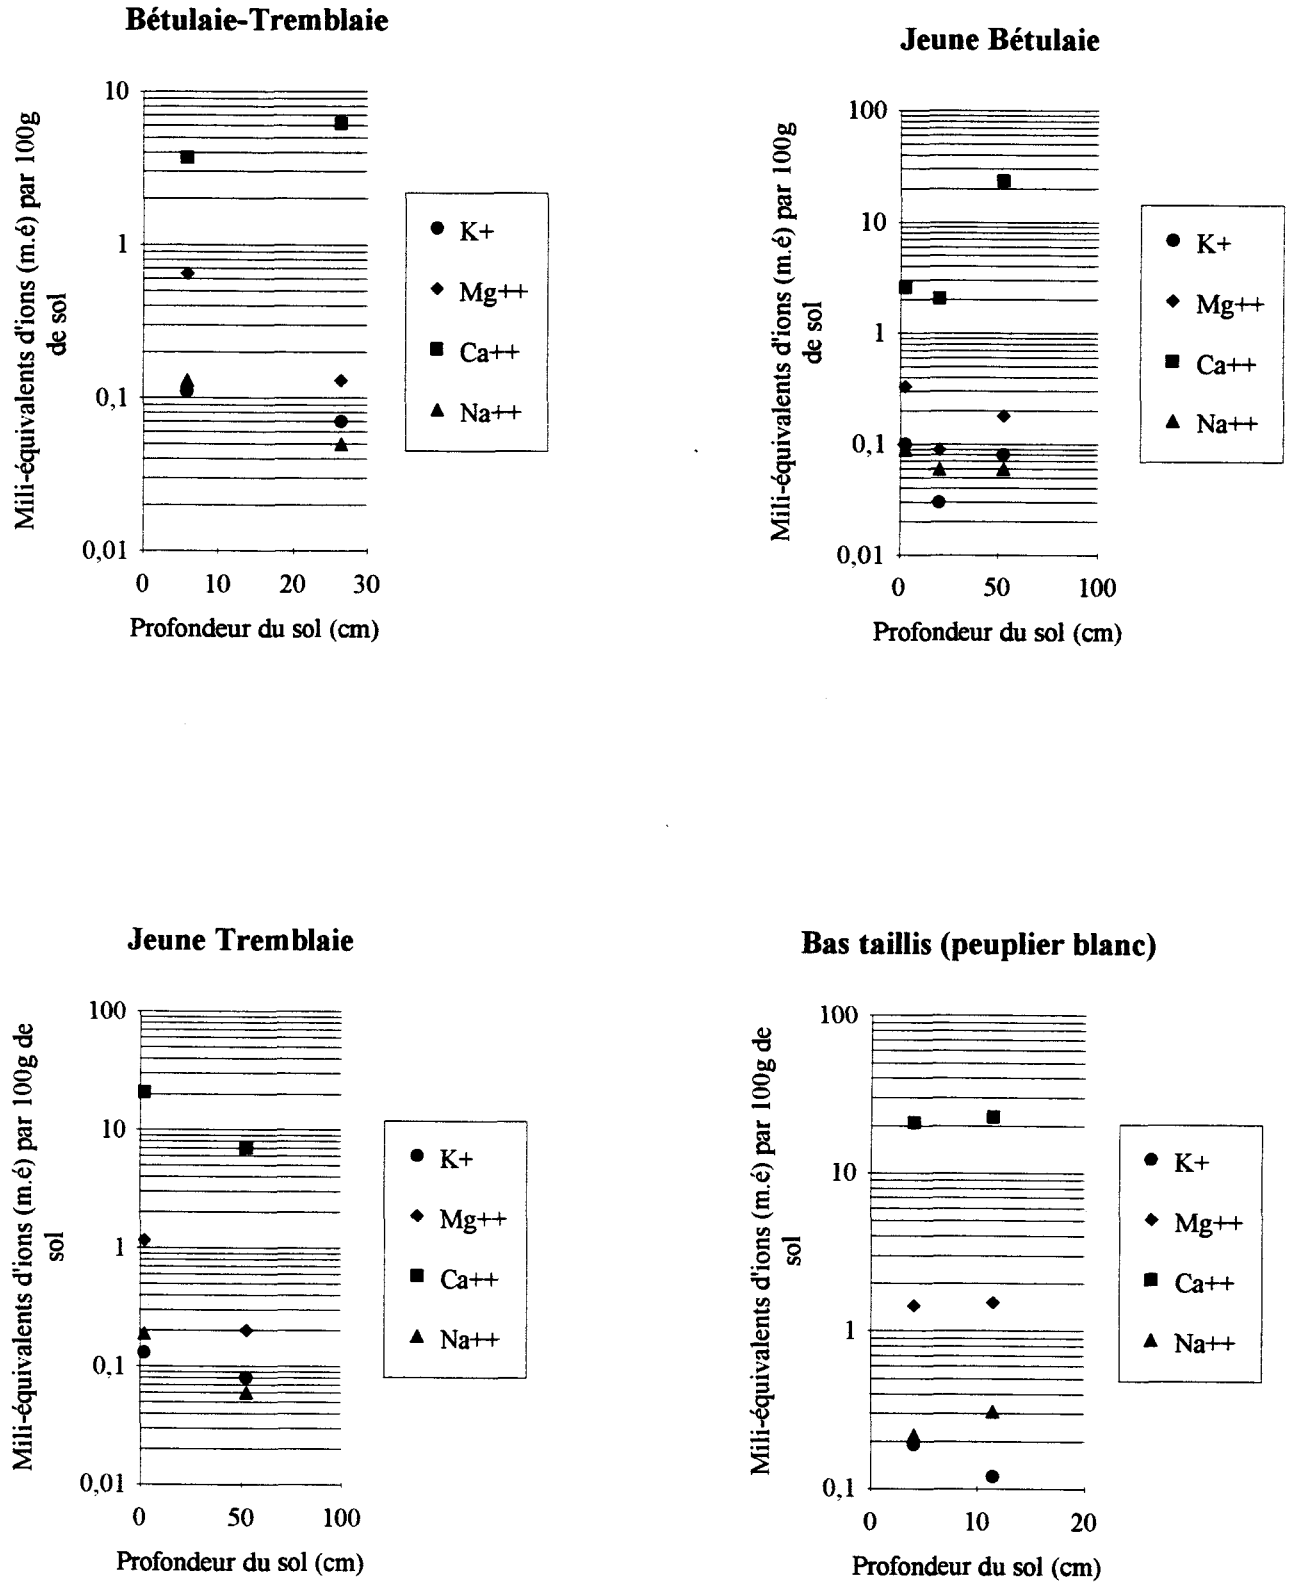 Bétulaie-Tremblaie
Mili-équivalents d'ions (m.é) par 100g
de sol
10
1
0,1
0,01
0
10
20
30
Profondeur du sol (cm)
K+
Mg++
Ca++
Na++
Jeune Bétulaie
Mili-équivalents d'ions (m.é) par 100g
de sol
100
10
1
0,1
0,01
0
50
100
Profondeur du sol (cm)
K+
Mg++
Ca++
Na++
Jeune Tremblaie
Mili-équivalents d'ions (m.é) par 100g de
sol
100
10
1
0,1
0,01
0
50
100
Profondeur du sol (cm)
K+
Mg++
Ca++
Na++
Bas taillis (peuplier blanc)
Mili-équivalents d'ions (m.é) par 100g de
sol
100
10
1
0,1
0
10
20
Profondeur du sol (cm)
K+
Mg++
Ca++
Na++